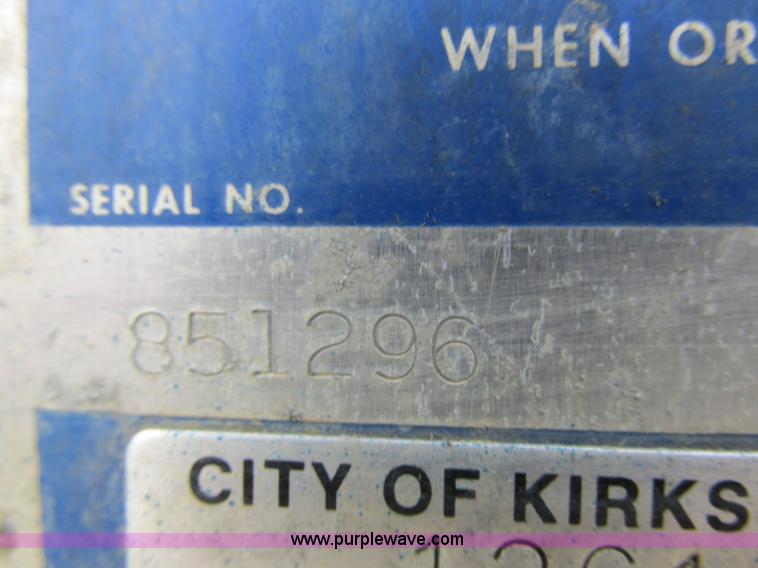 WHEN OR
SERIAL NO.
851296
CITY OF KIRKS
www.purplewave.com